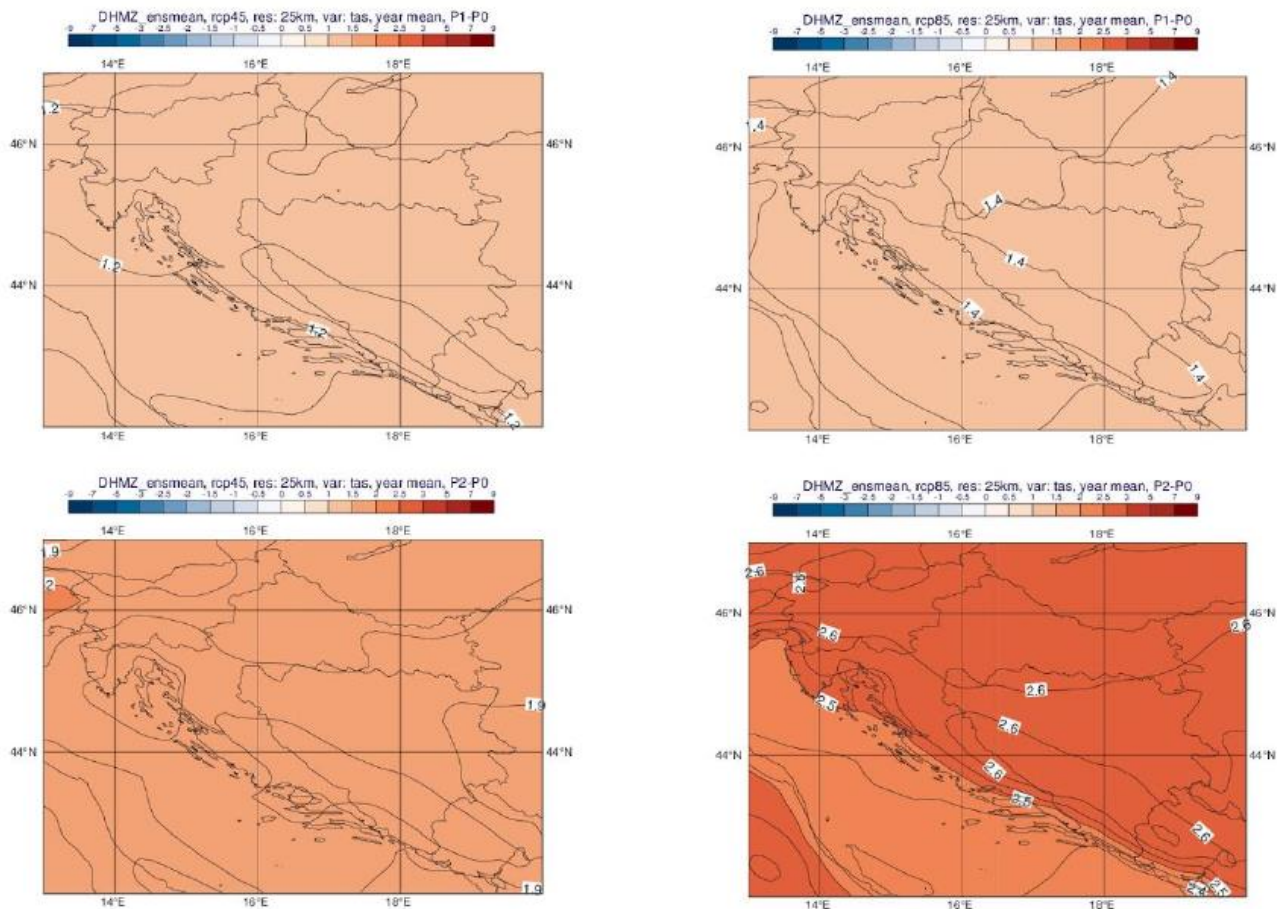 DHMZ_ensmean, rcp45, res: 25km, var: tas, year mean, P1-P0
-9 -5 -3 -2.5 -2 -1.5 -1 -0.5 0 0.5 1 1.5 2 2.5 3 5 7 9
14°E 16°E 18°E
1.2
46°N 46°N
1.2
44°N 44°N
1.2
1.2
14°E 16°E 18°E
DHMZ_ensmean, rcp85, res: 25km, var: tas, year mean, P1-P0
-9 -5 -3 -2.5 -2 -1.5 -1 -0.5 0 0.5 1 1.5 2 2.5 3 5 7 9
14°E 16°E 18°E
1.4
1.4
46°N 46°N
1.4
1.4
44°N 44°N
1.4
1.4
14°E 16°E 18°E
DHMZ_ensmean, rcp45, res: 25km, var: tas, year mean, P2-P0
-9 -5 -3 -2.5 -2 -1.5 -1 -0.5 0 0.5 1 1.5 2 2.5 3 5 7 9
14°E 16°E 18°E
1.9
2
46°N 46°N
1.9
44°N 44°N
1.9
14°E 16°E 18°E
DHMZ_ensmean, rcp85, res: 25km, var: tas, year mean, P2-P0
-9 -5 -3 -2.5 -2 -1.5 -1 -0.5 0 0.5 1 1.5 2 2.5 3 5 7 9
14°E 16°E 18°E
2.6 2.6
46°N 46°N
2.6 2.6
2.6
2.5
2.6
44°N 44°N
2.6
2.5
2.6
2.4 2.5
14°E 16°E 18°E